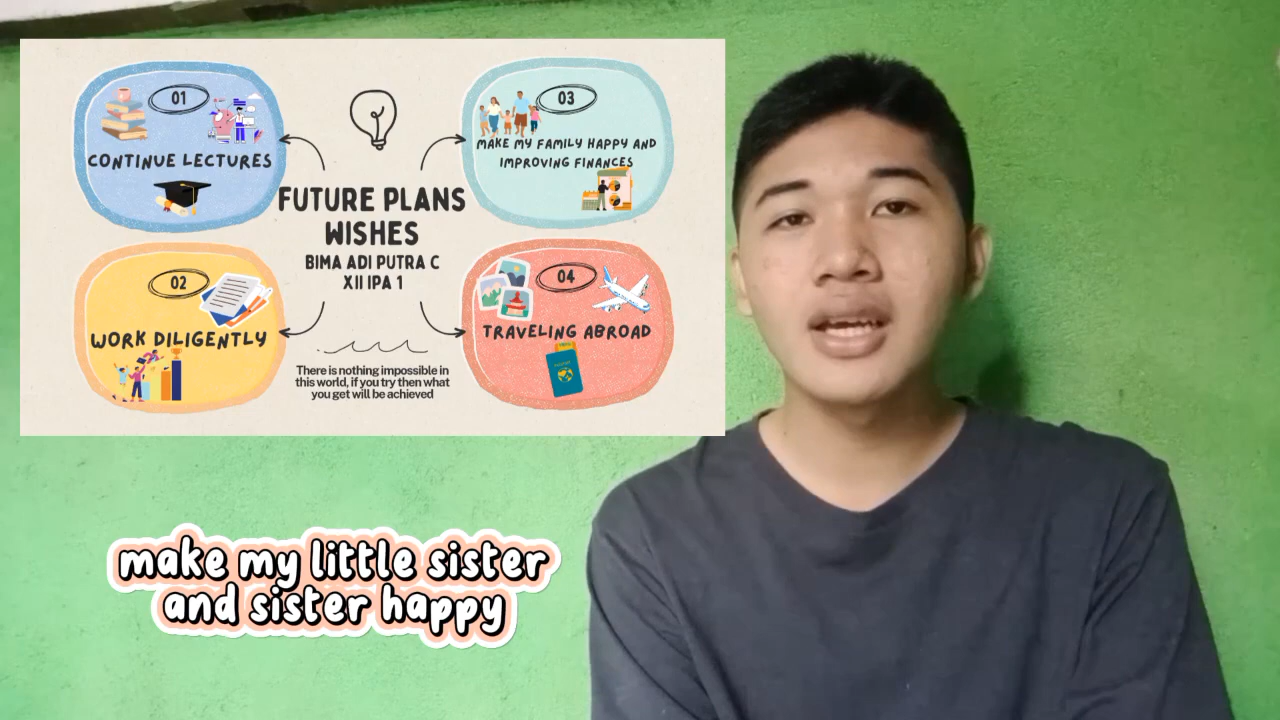 01
CONTINUE LECTURES
02
WORK DILIGENTLY
FUTURE PLANS
WISHES
BIMA ADI PUTRA C
XII IPA 1
There is nothing impossible in
this world, if you try then what
you get will be achieved
03
MAKE MY FAMILY HAPPY AND
IMPROVING FINANCES
04
TRAVELING ABROAD
make my little sister
and sister happy